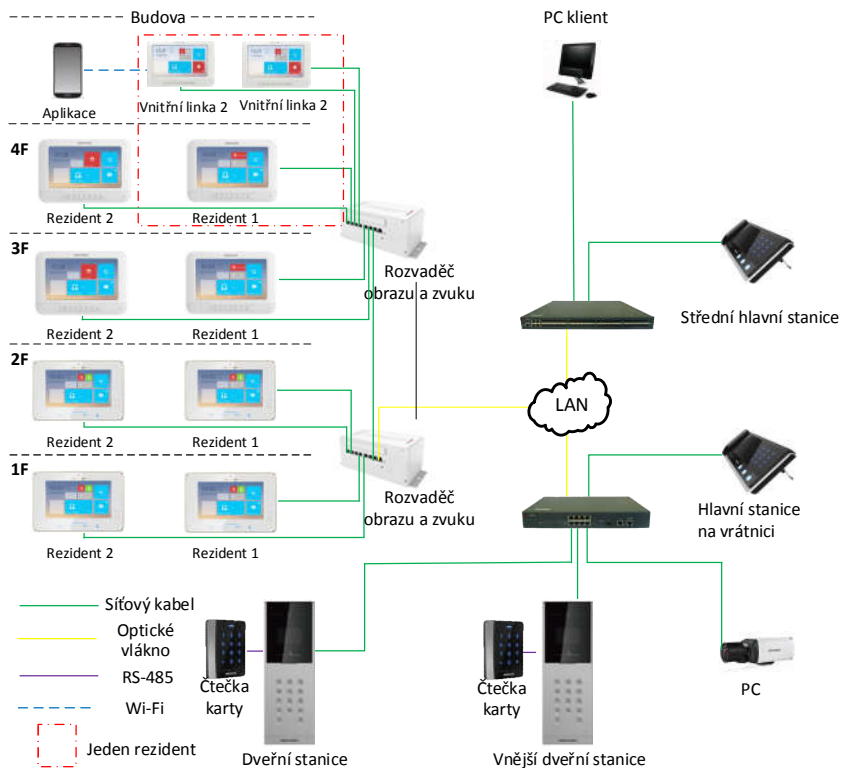 Budova
PC klient
Aplikace
Vnitřní linka 2
Vnitřní linka 2
4F
Rezident 2
Rezident 1
3F
Rozvaděč
obrazu a zvuku
Rezident 2
Rezident 1
Střední hlavní stanice
2F
LAN
Rezident 2
Rezident 1
1F
Rozvaděč
obrazu a zvuku
Hlavní stanice
na vrátnici
Rezident 2
Rezident 1
Síťový kabel
Optické
vlákno
RS-485
Wi-Fi
Jeden rezident
Čtečka
karty
Dveřní stanice
Čtečka
karty
Vnější dveřní stanice
PC